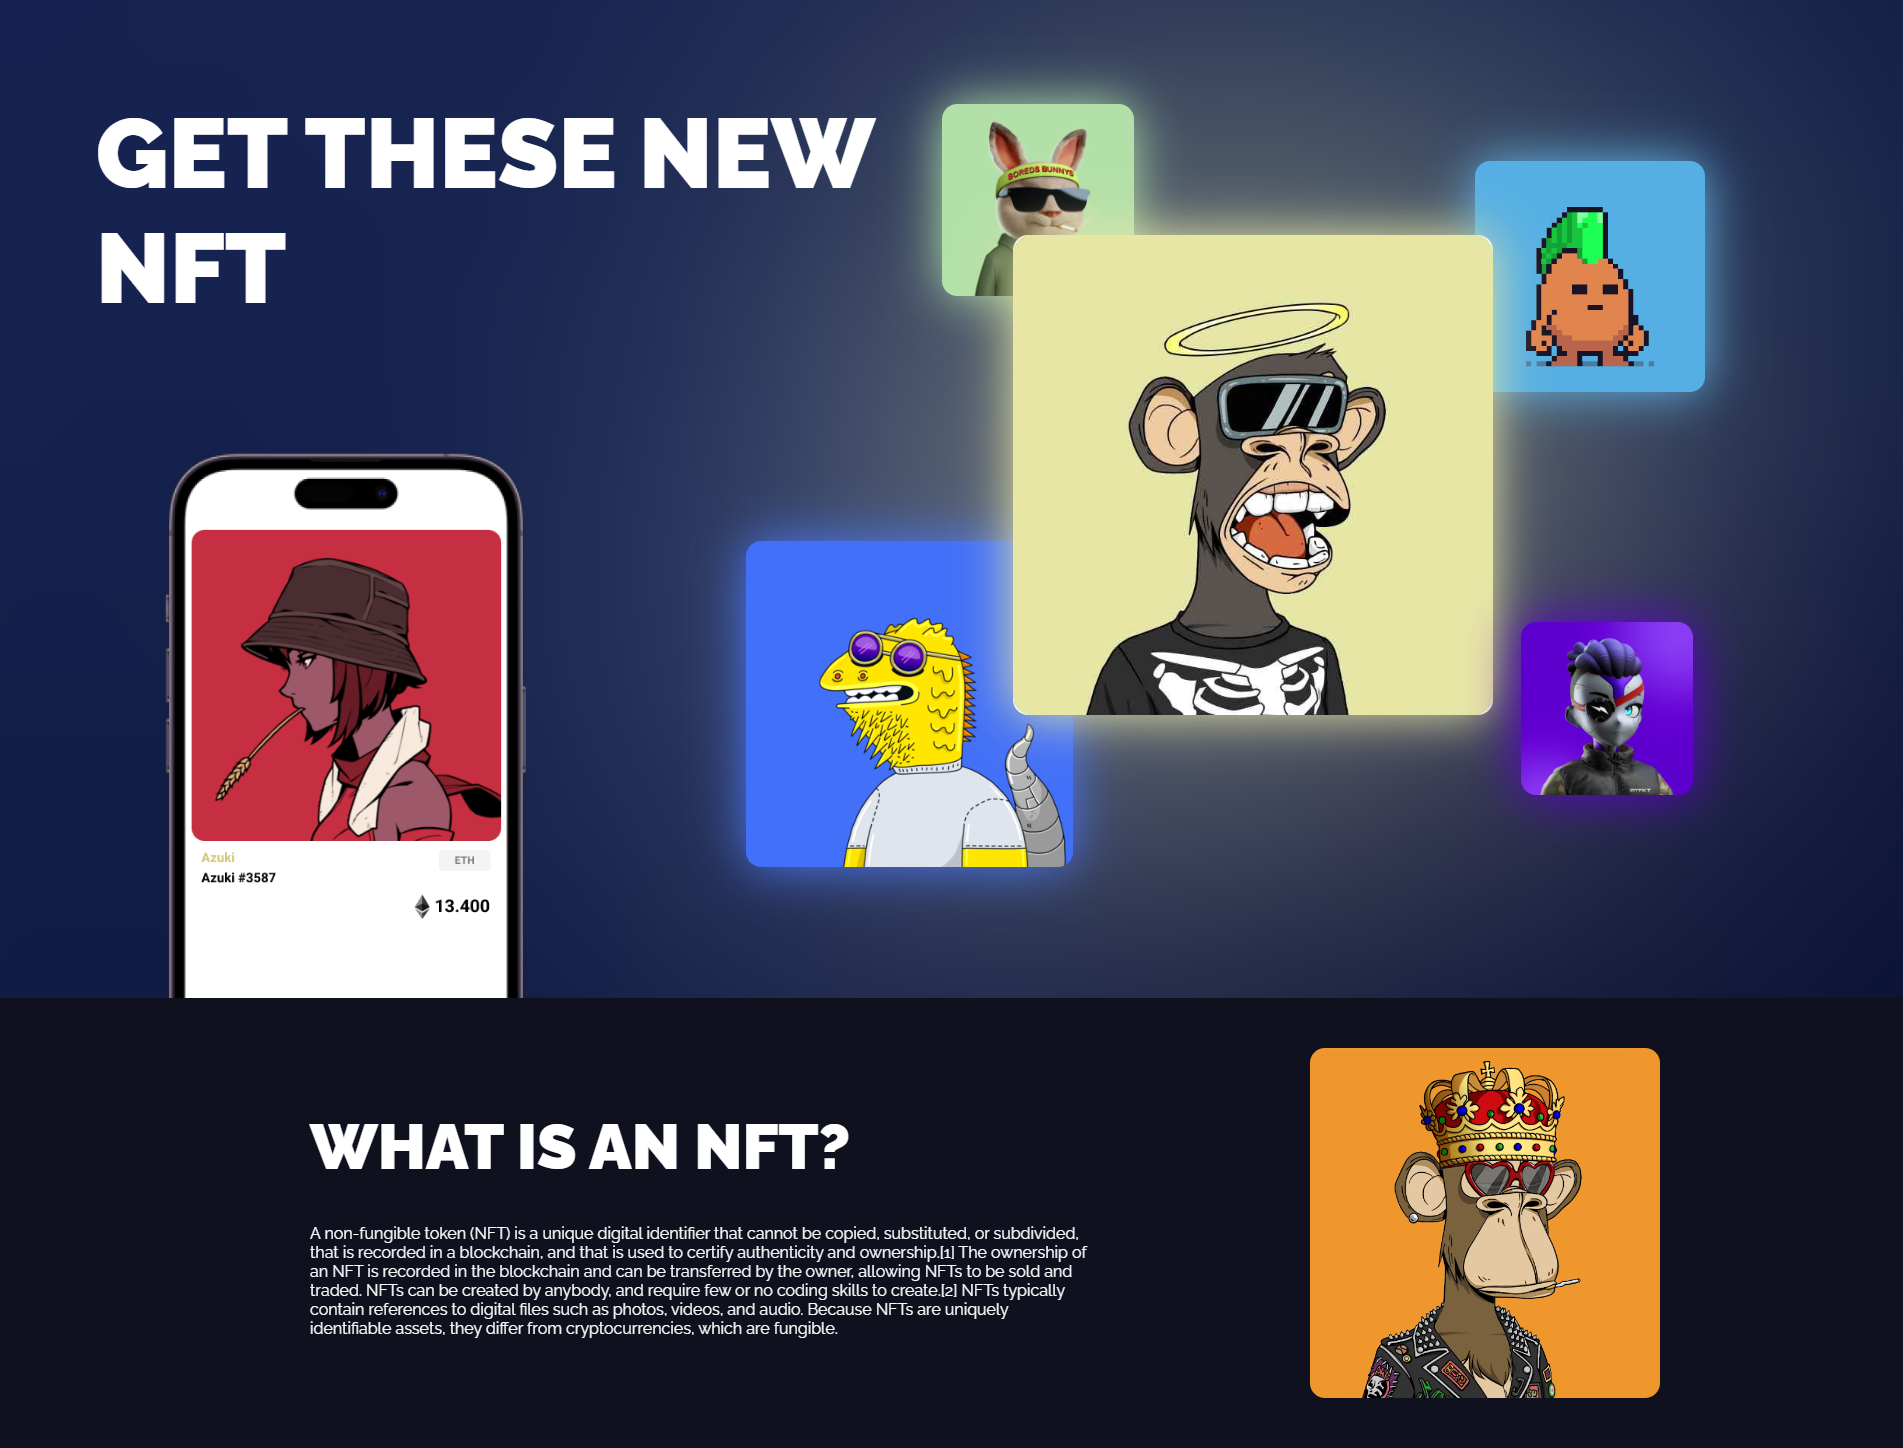 GET THESE NEW
NFT
BOREDS BUNNYS
Azuki
ETH
Azuki #3587
13.400
RTFKT
WHAT IS AN NFT?
A non-fungible token (NFT) is a unique digital identifier that cannot be copied, substituted, or subdivided,
that is recorded in a blockchain, and that is used to certify authenticity and ownership.[1] The ownership of
an NFT is recorded in the blockchain and can be transferred by the owner, allowing NFTs to be sold and
traded. NFTs can be created by anybody, and require few or no coding skills to create.[2] NFTs typically
contain references to digital files such as photos, videos, and audio. Because NFTs are uniquely
identifiable assets, they differ from cryptocurrencies, which are fungible.